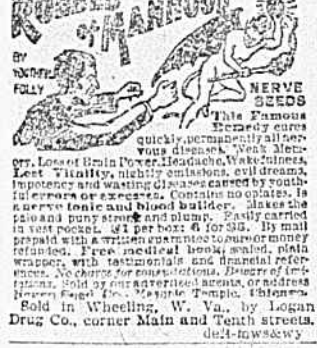 ROBBED
of MANHOOD
BY
YOUTHFUL
FOLLY
NERVE
SEEDS
This Famous
Remedy cures
quickly, permanently all ner-
vous diseases. Weak Mem-
ory, Loss of Brain Power, Headache, Wakefulness,
Lost Vitality, nightly emissions, evil dreams,
impotency and wasting diseases caused by youth-
ful errors or excesses. Contains no opiates. Is
a nerve tonic and blood builder. Makes the
pale and puny strong and plump. Easily carried
in vest pocket. $1 per box; 6 for $5. By mail
prepaid with a written guarantee to cure or money
refunded. Free medical book, sealed, plain
wrapper, with testimonials and financial refer-
ences. No charge for consultations. Beware of imi-
tations. Sold by our advertised agents, or address
Nerve Seed Co., Masonic Temple, Chicago.
Sold in Wheeling, W. Va., by Logan
Drug Co., corner Main and Tenth streets.
de8-mws&wy